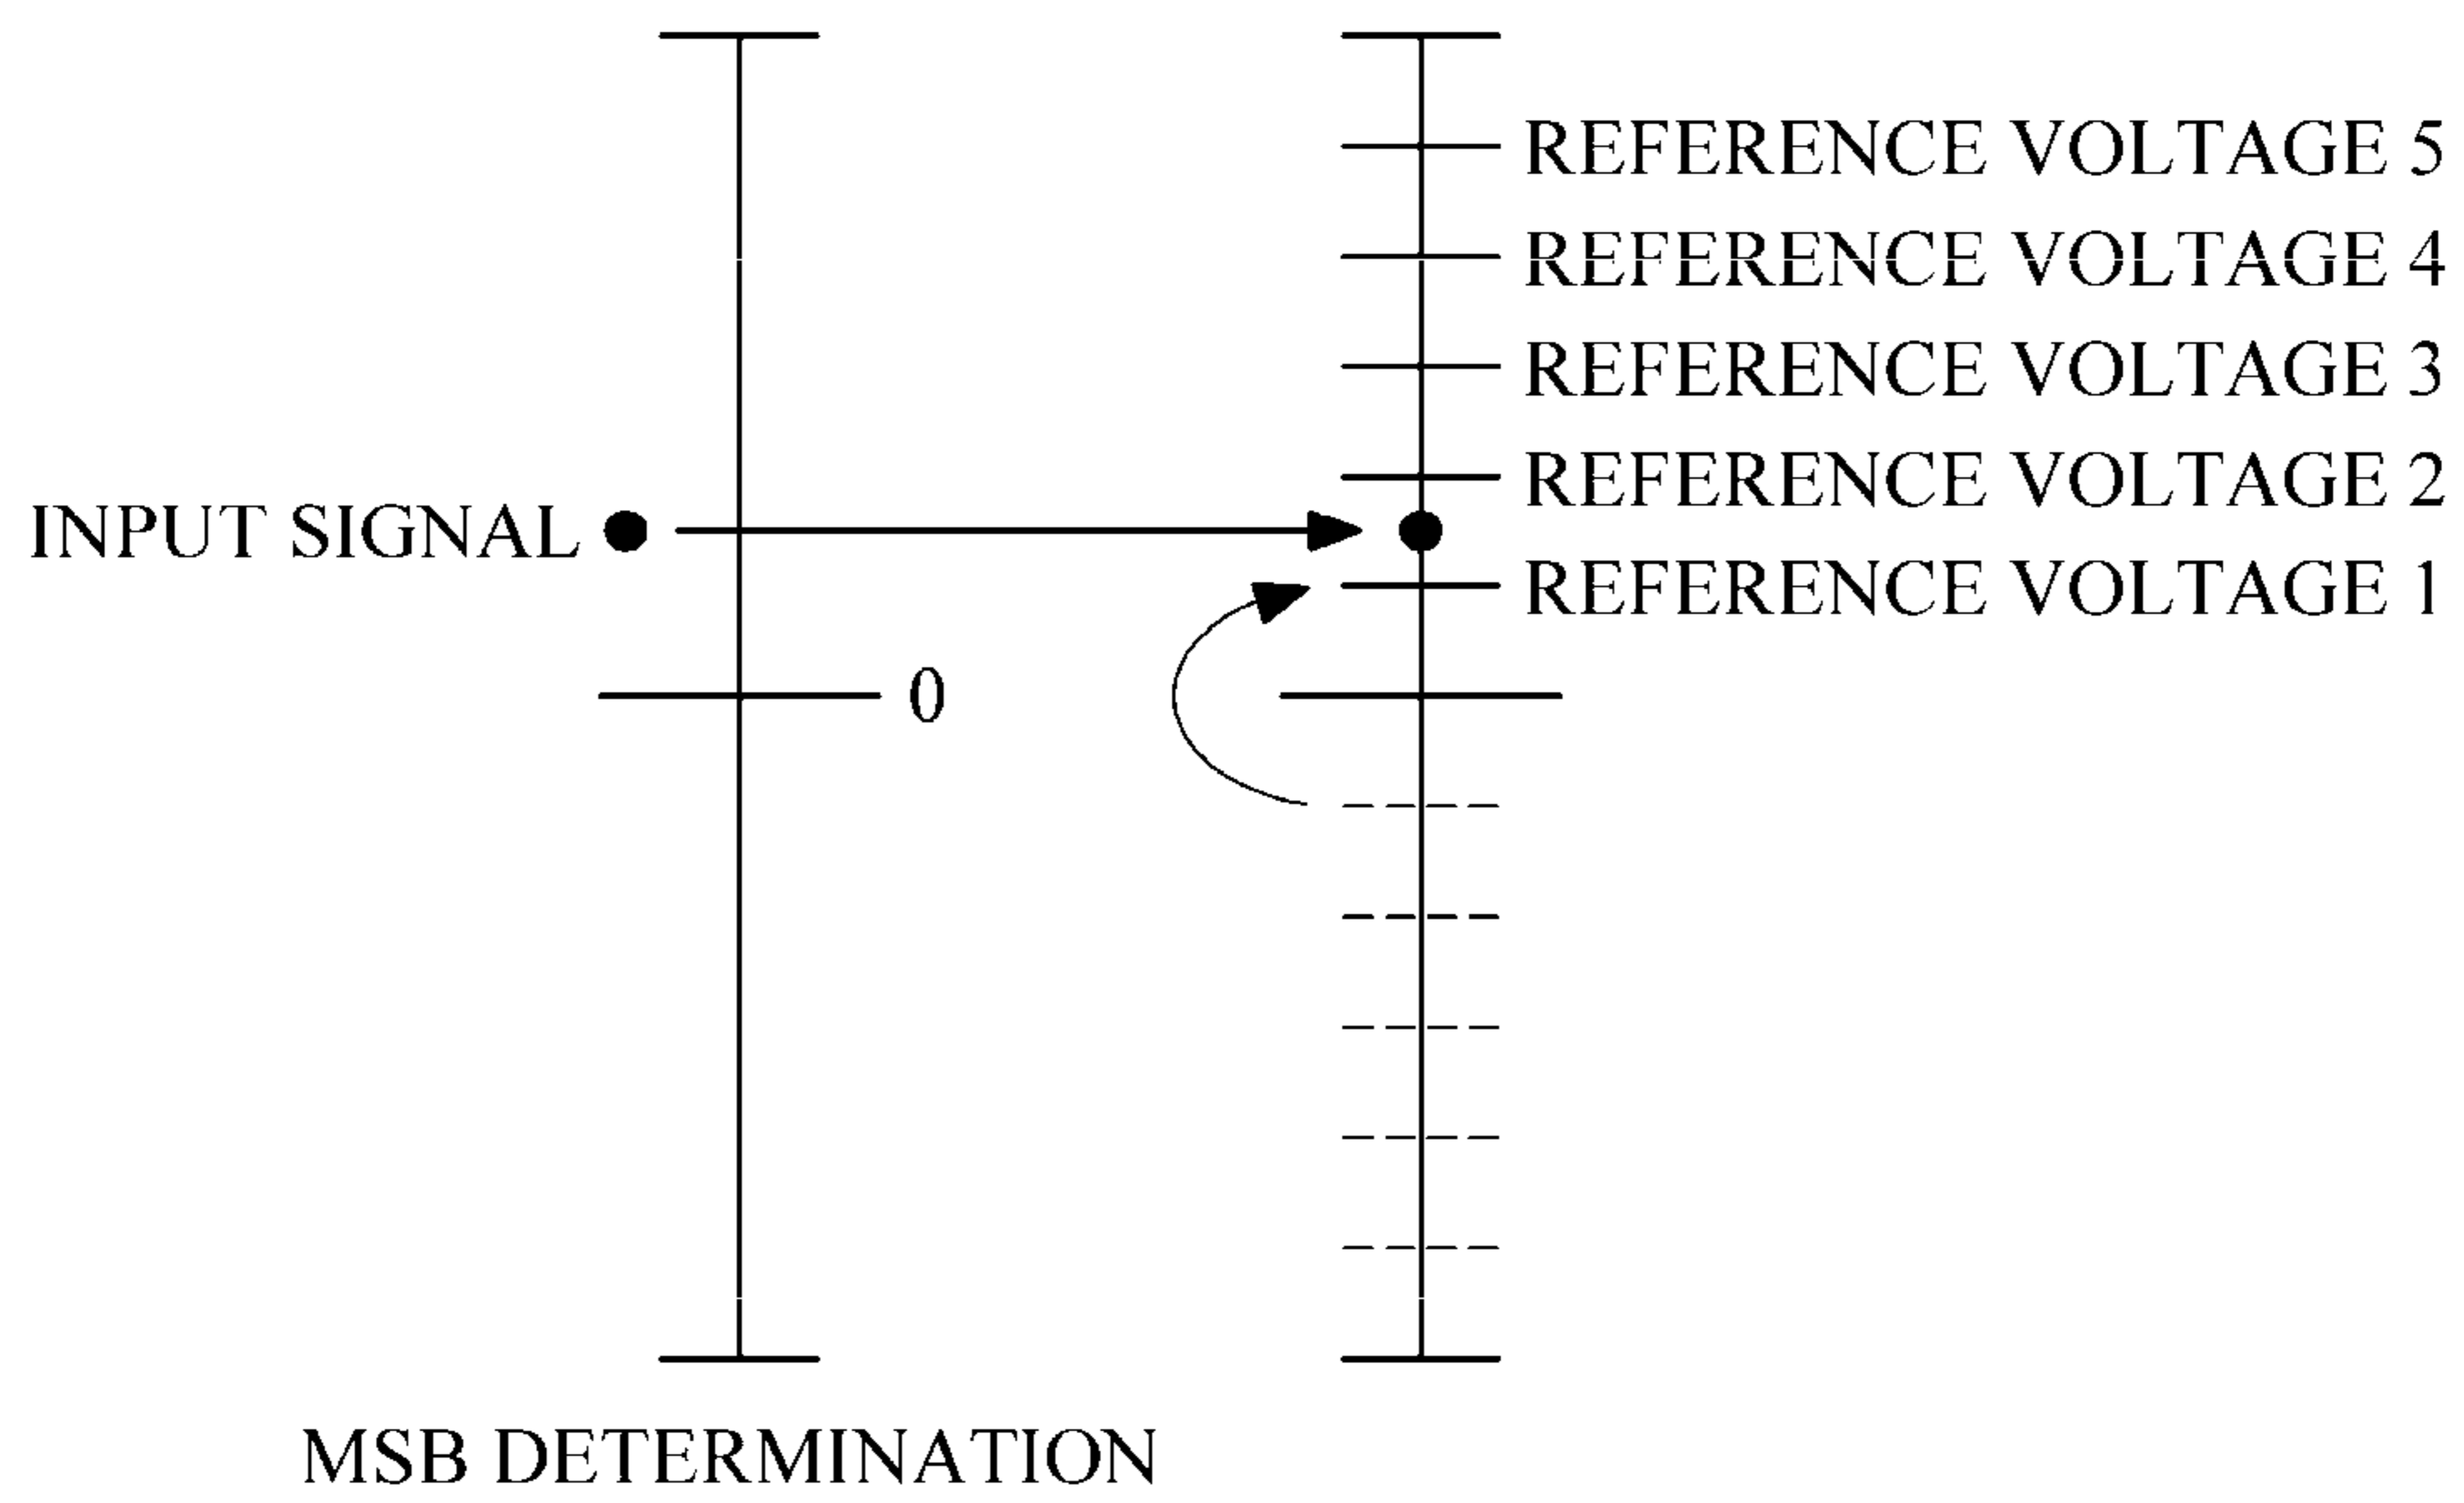 REFERENCE VOLTAGE 5
REFERENCE VOLTAGE 4
REFERENCE VOLTAGE 3
REFERENCE VOLTAGE 2
INPUT SIGNAL
REFERENCE VOLTAGE 1
0
MSB DETERMINATION